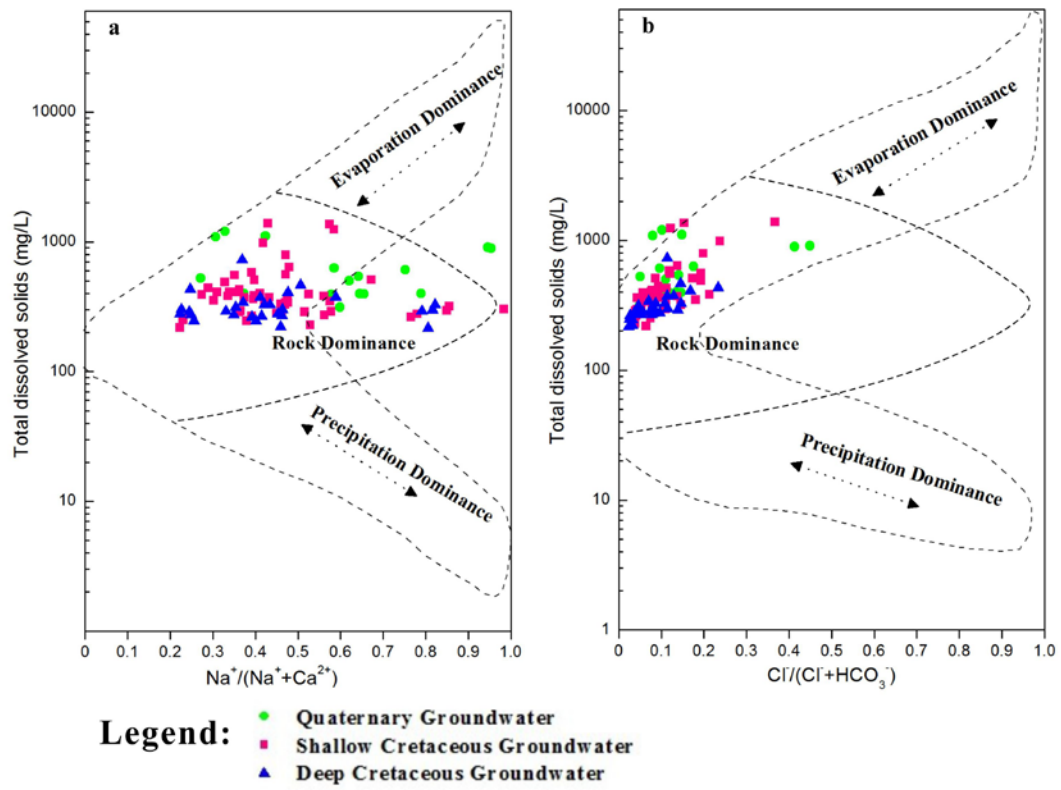 a
Total dissolved solids (mg/L)
10000
1000
100
10
Evaporation Dominance
Rock Dominance
Precipitation Dominance
0 0.1 0.2 0.3 0.4 0.5 0.6 0.7 0.8 0.9 1.0
Na⁺/(Na⁺+Ca²⁺)
b
Total dissolved solids (mg/L)
10000
1000
100
10
1
Evaporation Dominance
Rock Dominance
Precipitation Dominance
0 0.1 0.2 0.3 0.4 0.5 0.6 0.7 0.8 0.9 1.0
Cl⁻/(Cl⁻+HCO₃⁻)
Legend:
Quaternary Groundwater
Shallow Cretaceous Groundwater
Deep Cretaceous Groundwater